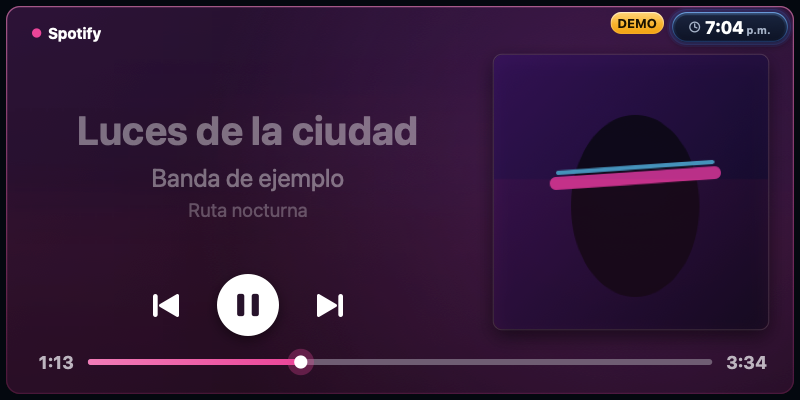 Spotify
DEMO
7:04 p.m.
Luces de la ciudad
Banda de ejemplo
Ruta nocturna
1:13
3:34